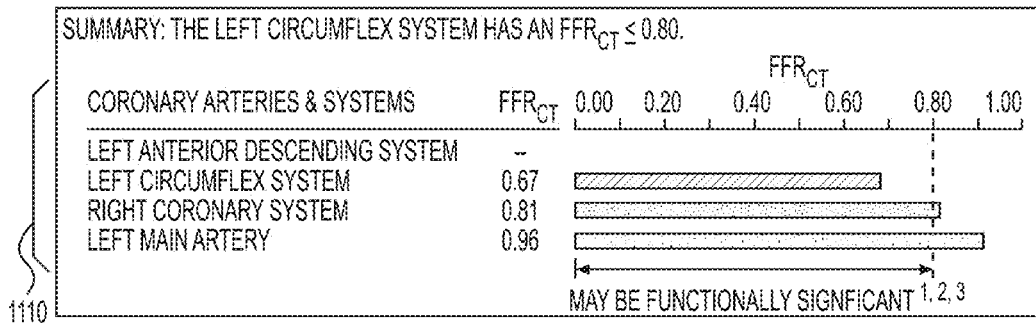 SUMMARY: THE LEFT CIRCUMFLEX SYSTEM HAS AN FFRCT ≤ 0.80.
FFRCT
CORONARY ARTERIES & SYSTEMS FFRCT 0.00 0.20 0.40 0.60 0.80 1.00
LEFT ANTERIOR DESCENDING SYSTEM –
LEFT CIRCUMFLEX SYSTEM 0.67
RIGHT CORONARY SYSTEM 0.81
LEFT MAIN ARTERY 0.96
MAY BE FUNCTIONALLY SIGNFICANT 1, 2, 3
1110